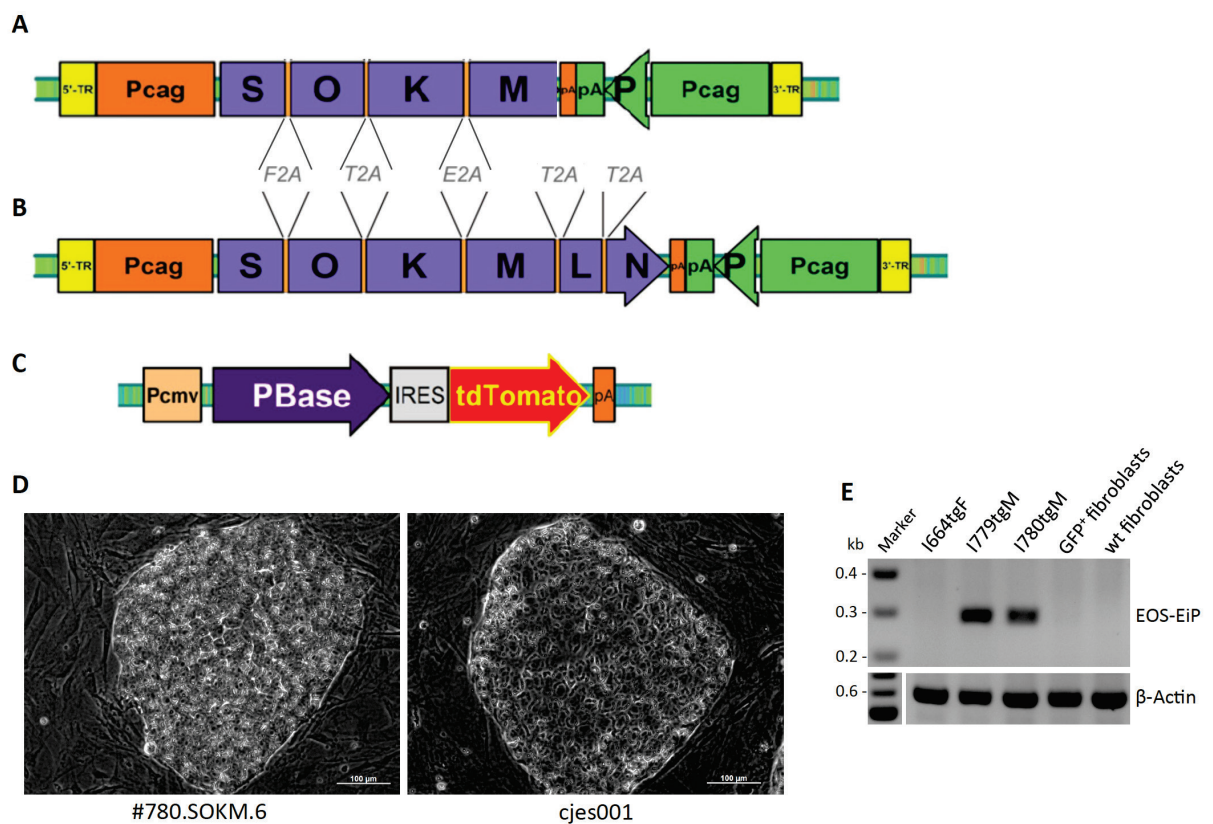 A
5'-TR Pcag S O K M pA pA P Pcag 3'-TR
F2A T2A E2A T2A T2A
B
5'-TR Pcag S O K M L N pA pA P Pcag 3'-TR
C
Pcmv PBase IRES tdTomato pA
D
100 µm
100 µm
#780.SOKM.6
cjes001
E
kb
Marker
I664tgF
I779tgM
I780tgM
GFP⁺ fibroblasts
wt fibroblasts
0.4 -
0.3 -
0.2 -
EOS-EiP
0.6 -
β-Actin